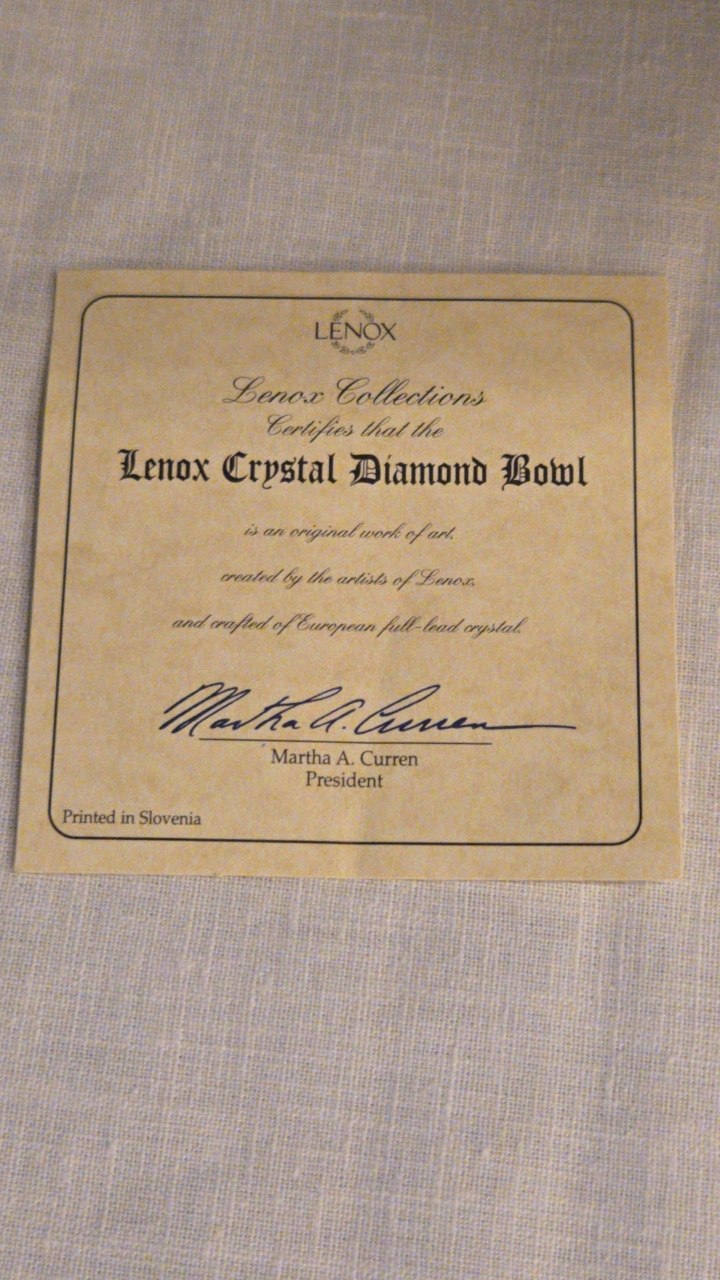 LENOX
Lenox Collections
Certifies that the
Lenox Crystal Diamond Bowl
is an original work of art,
created by the artists of Lenox,
and crafted of European full-lead crystal.
Martha A. Curren
Martha A. Curren
President
Printed in Slovenia